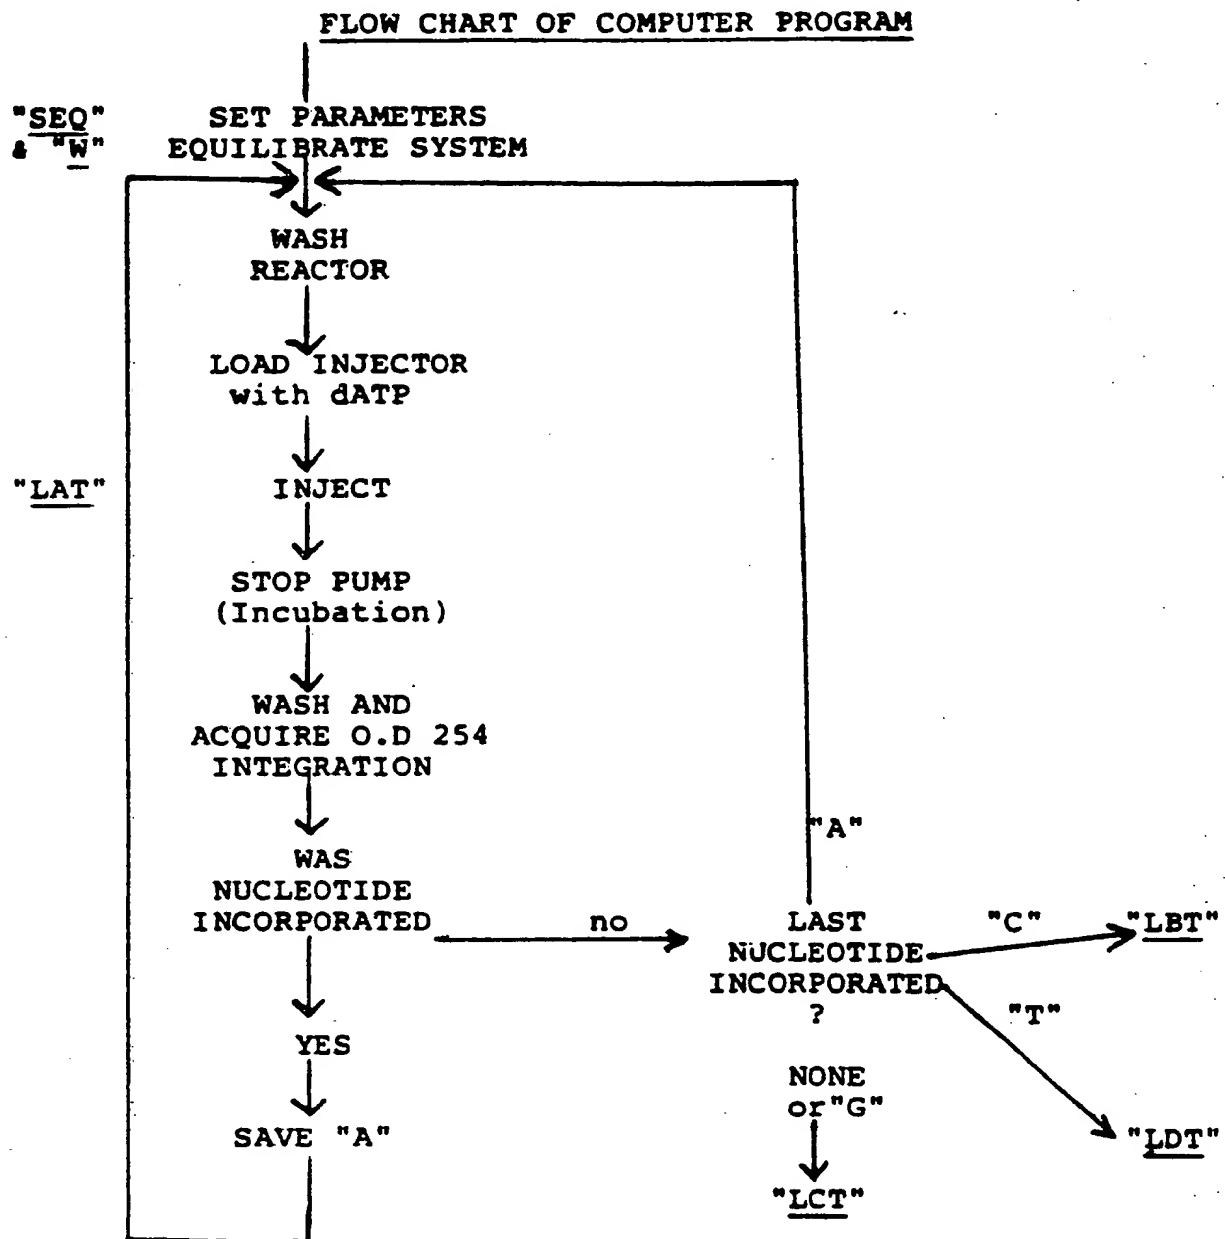 FLOW CHART OF COMPUTER PROGRAM
"SEQ"
& "W"
SET PARAMETERS
EQUILIBRATE SYSTEM
WASH
REACTOR
LOAD INJECTOR
with dATP
"LAT"
INJECT
STOP PUMP
(Incubation)
WASH AND
ACQUIRE O.D 254
INTEGRATION
WAS
NUCLEOTIDE
INCORPORATED
no
"A"
LAST
NUCLEOTIDE
INCORPORATED
?
"C"
"LBT"
"T"
"LDT"
NONE
or"G"
"LCT"
YES
SAVE "A"